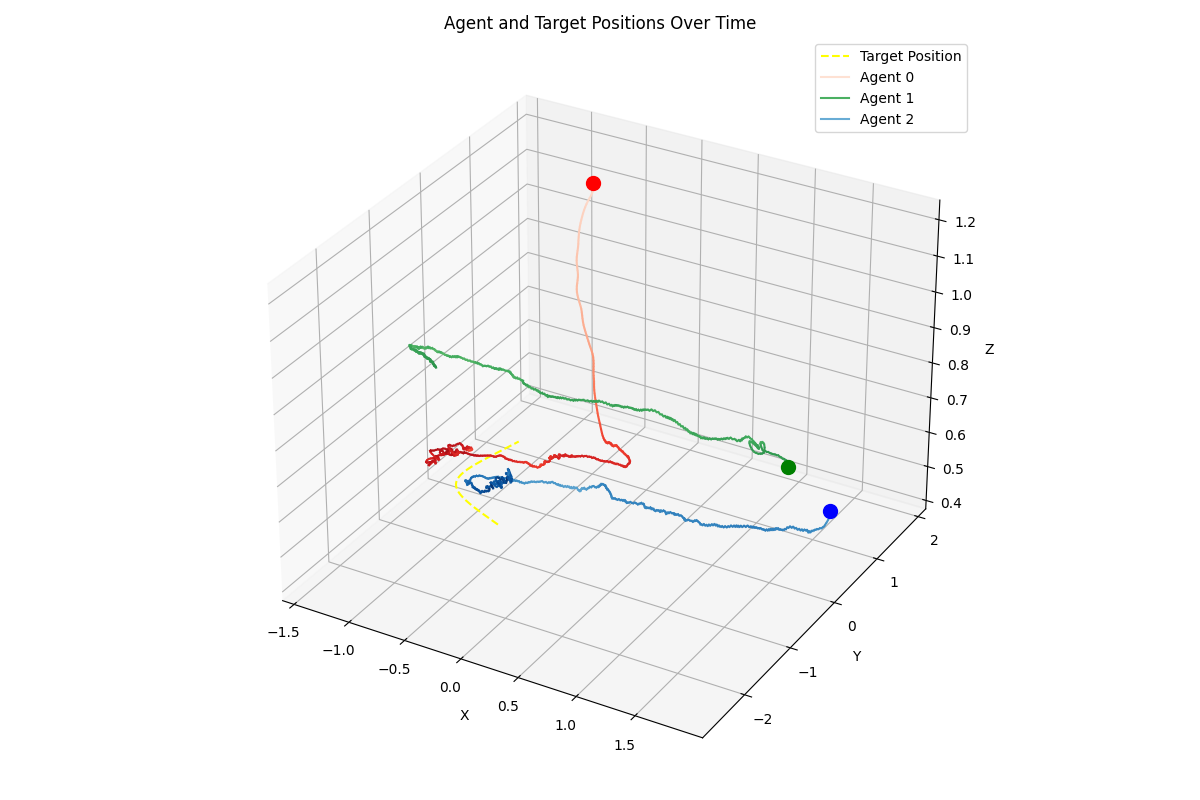 Agent and Target Positions Over Time
Target Position
Agent 0
Agent 1
Agent 2
1.2
1.1
1.0
0.9
0.8
0.7
0.6
0.5
0.4
Z
2
1
0
−1
−2
Y
−1.5
−1.0
−0.5
0.0
0.5
1.0
1.5
X